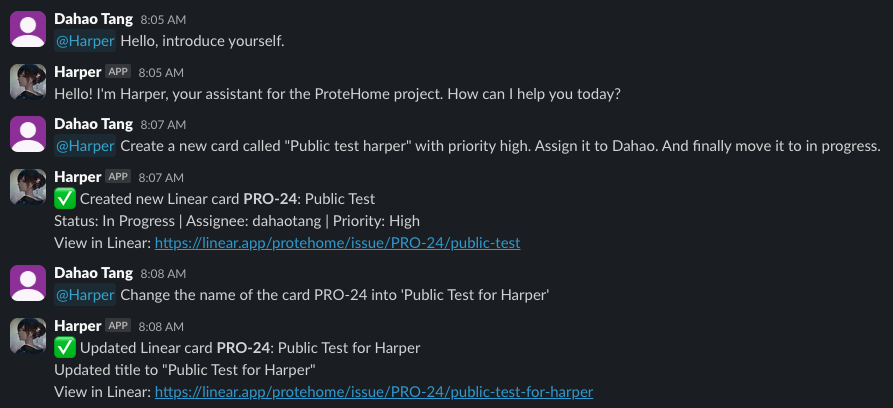 Dahao Tang 8:05 AM
@Harper Hello, introduce yourself.
Harper APP 8:05 AM
Hello! I'm Harper, your assistant for the ProteHome project. How can I help you today?
Dahao Tang 8:07 AM
@Harper Create a new card called "Public test harper" with priority high. Assign it to Dahao. And finally move it to in progress.
Harper APP 8:07 AM
✅ Created new Linear card PRO-24: Public Test
Status: In Progress | Assignee: dahaotang | Priority: High
View in Linear: https://linear.app/protehome/issue/PRO-24/public-test
Dahao Tang 8:08 AM
@Harper Change the name of the card PRO-24 into 'Public Test for Harper'
Harper APP 8:08 AM
✅ Updated Linear card PRO-24: Public Test for Harper
Updated title to "Public Test for Harper"
View in Linear: https://linear.app/protehome/issue/PRO-24/public-test-for-harper